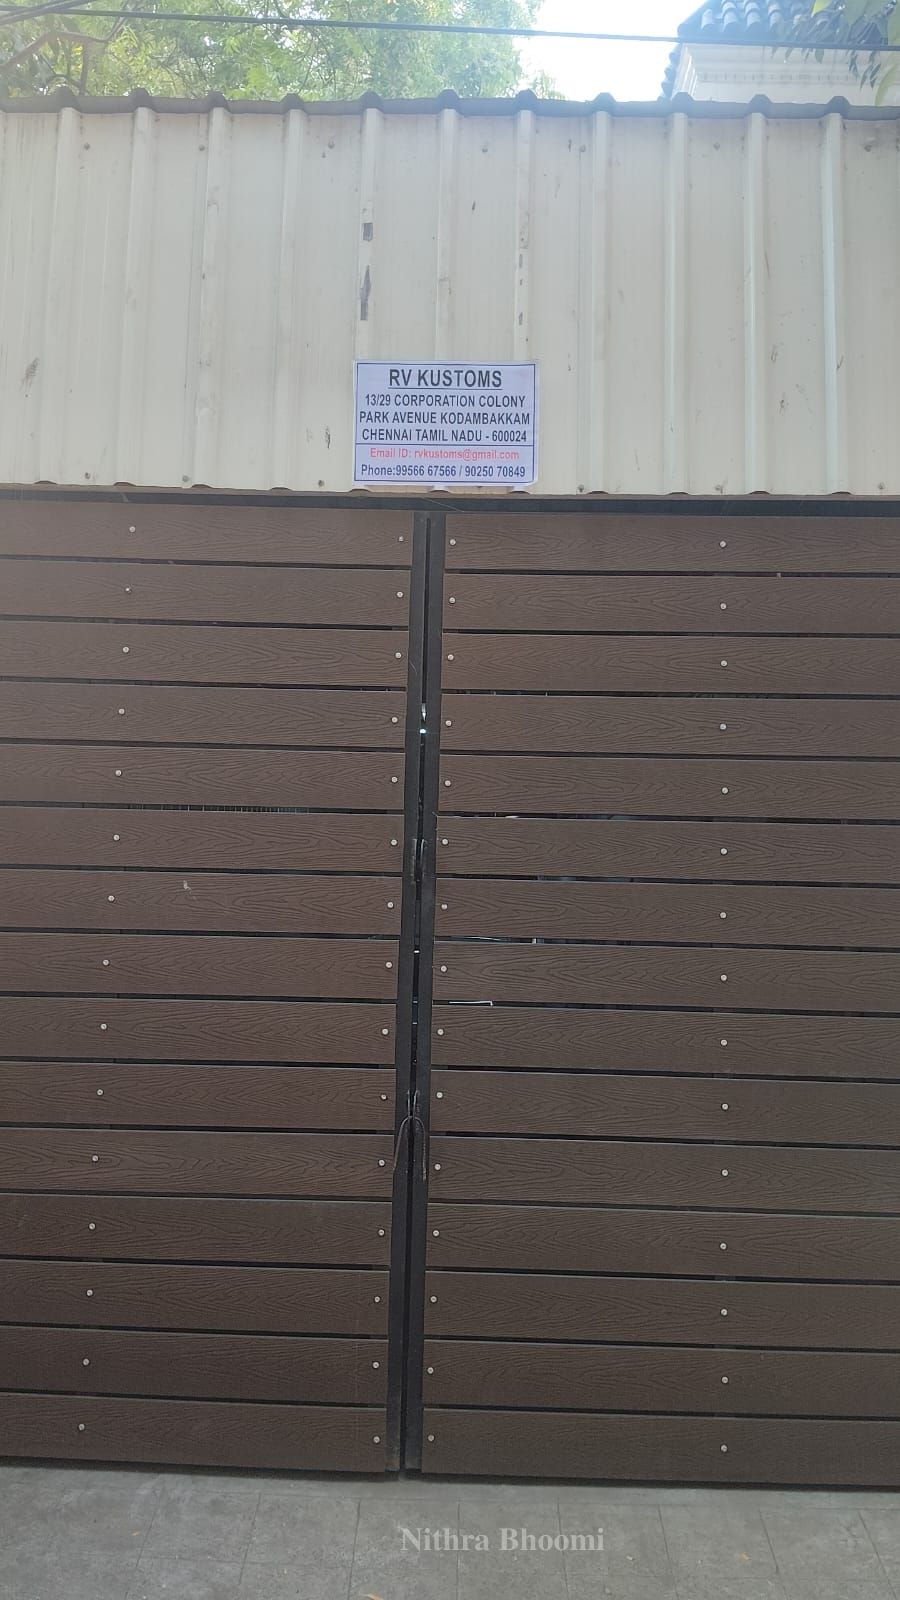 RV KUSTOMS
13/29 CORPORATION COLONY
PARK AVENUE KODAMBAKKAM
CHENNAI TAMIL NADU - 600024
Email ID: rvkustoms@gmail.com
Phone:99566 67566 / 90250 70849
Nithra Bhoomi